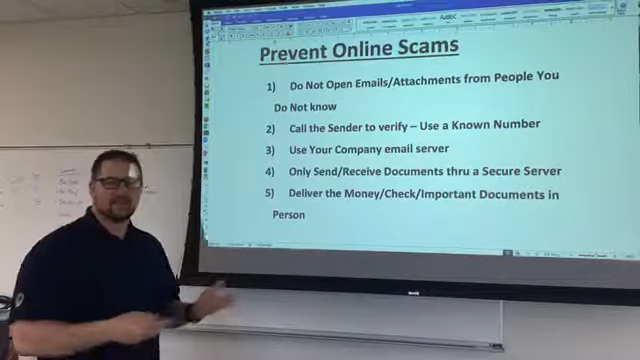 Prevent Online Scams
1) Do Not Open Emails/Attachments from People You
Do Not know
2) Call the Sender to verify – Use a Known Number
3) Use Your Company email server
4) Only Send/Receive Documents thru a Secure Server
5) Deliver the Money/Check/Important Documents in
Person